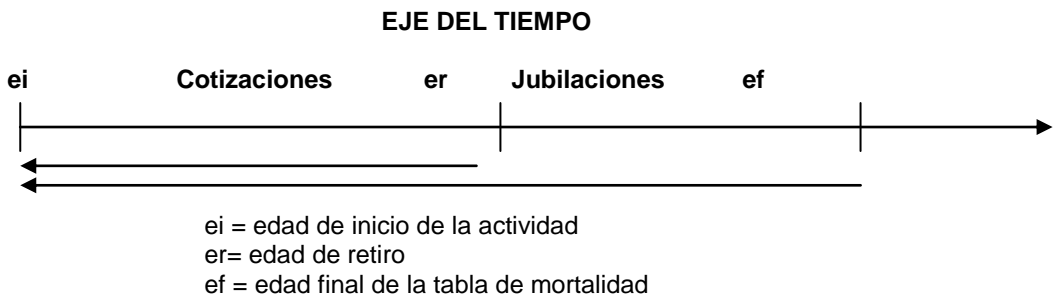 EJE DEL TIEMPO
ei Cotizaciones er Jubilaciones ef
ei = edad de inicio de la actividad
er= edad de retiro
ef = edad final de la tabla de mortalidad